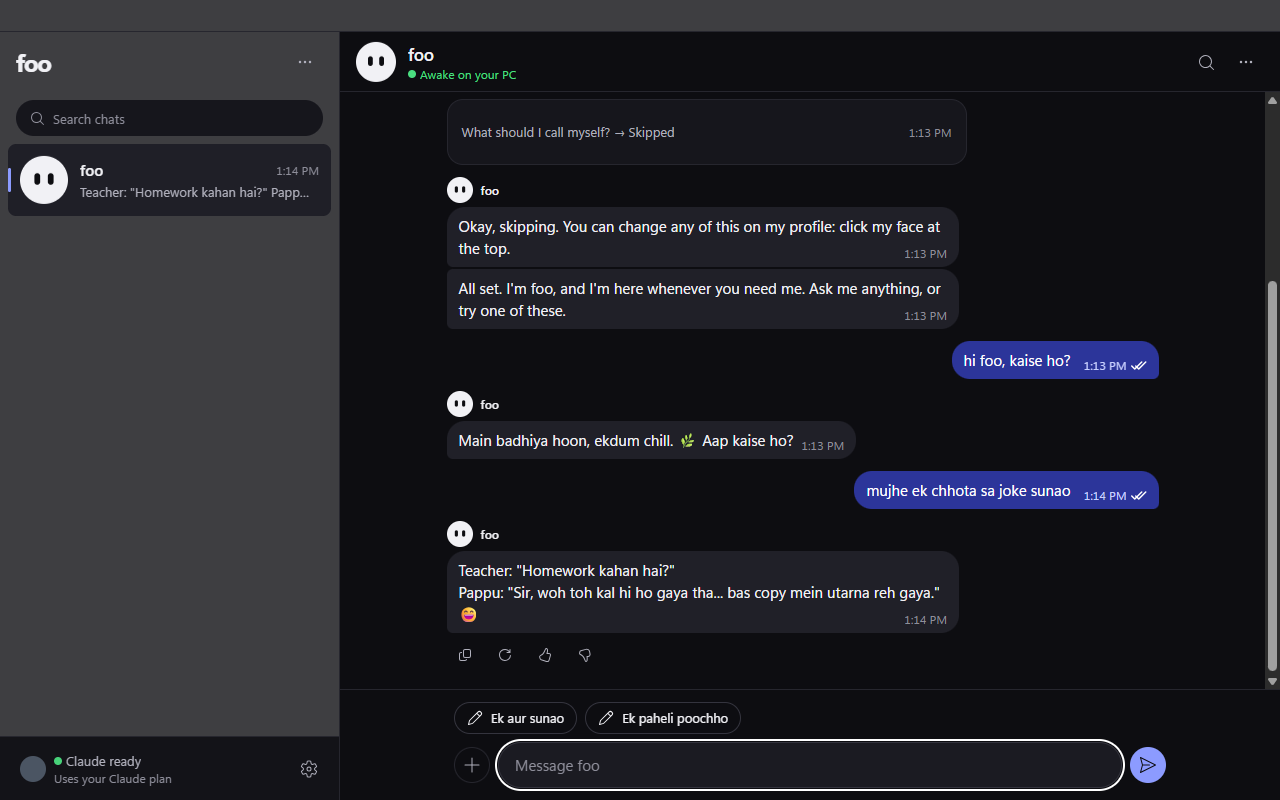 foo
Search chats
foo
1:14 PM
Teacher: "Homework kahan hai?" Papp...
Claude ready
Uses your Claude plan
foo
Awake on your PC
What should I call myself? → Skipped
1:13 PM
foo
Okay, skipping. You can change any of this on my profile: click my face at
the top.
1:13 PM
All set. I'm foo, and I'm here whenever you need me. Ask me anything, or
try one of these.
1:13 PM
hi foo, kaise ho?
1:13 PM
foo
Main badhiya hoon, ekdum chill. 🌿 Aap kaise ho?
1:13 PM
mujhe ek chhota sa joke sunao
1:14 PM
foo
Teacher: "Homework kahan hai?"
Pappu: "Sir, woh toh kal hi ho gaya tha... bas copy mein utarna reh gaya."
😄
1:14 PM
Ek aur sunao
Ek paheli poochho
Message foo